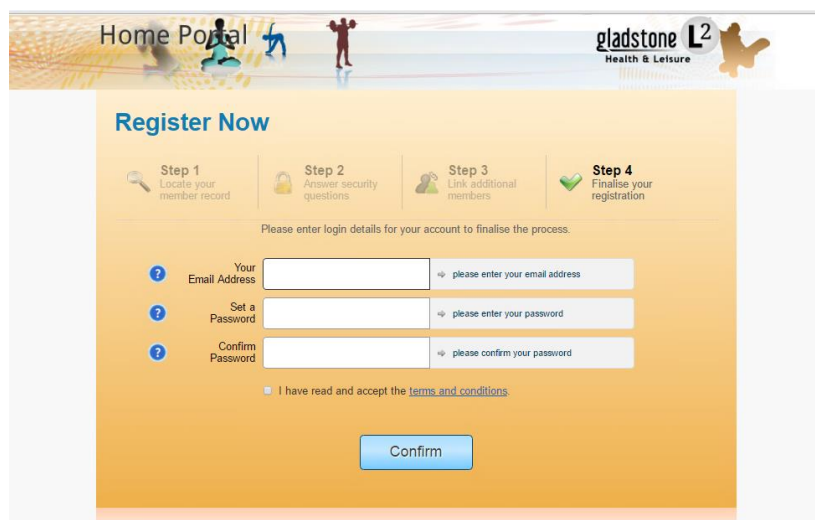 Home Portal
gladstone L2
Health & Leisure
Register Now
Step 1
Locate your
member record
Step 2
Answer security
questions
Step 3
Link additional
members
Step 4
Finalise your
registration
Please enter login details for your account to finalise the process.
? Your
Email Address
please enter your email address
? Set a
Password
please enter your password
? Confirm
Password
please confirm your password
I have read and accept the terms and conditions.
Confirm